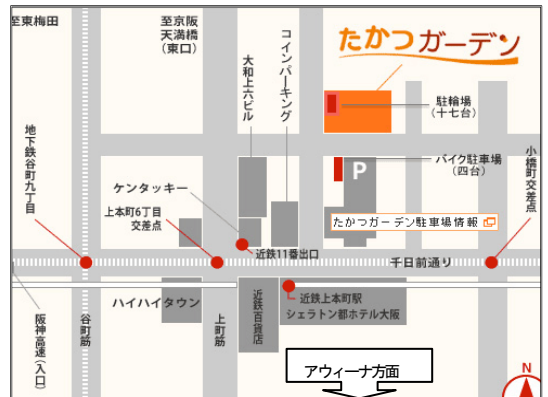 至東梅田
至京阪
天満橋
(東口)
たかつガーデン
コインパーキング
大和上六ビル
駐輪場
(十七台)
地下鉄谷町九丁目
バイク駐車場
(四台)
小橋町交差点
P
ケンタッキー
上本町6丁目
交差点
たかつガーデン駐車場情報
近鉄11番出口
千日前通り
ハイハイタウン
近鉄百貨店
近鉄上本町駅
シェラトン都ホテル大阪
阪神高速(入口)
谷町筋
上町筋
アウィーナ方面
N